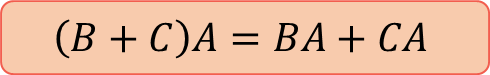 (B + C)A = BA + CA